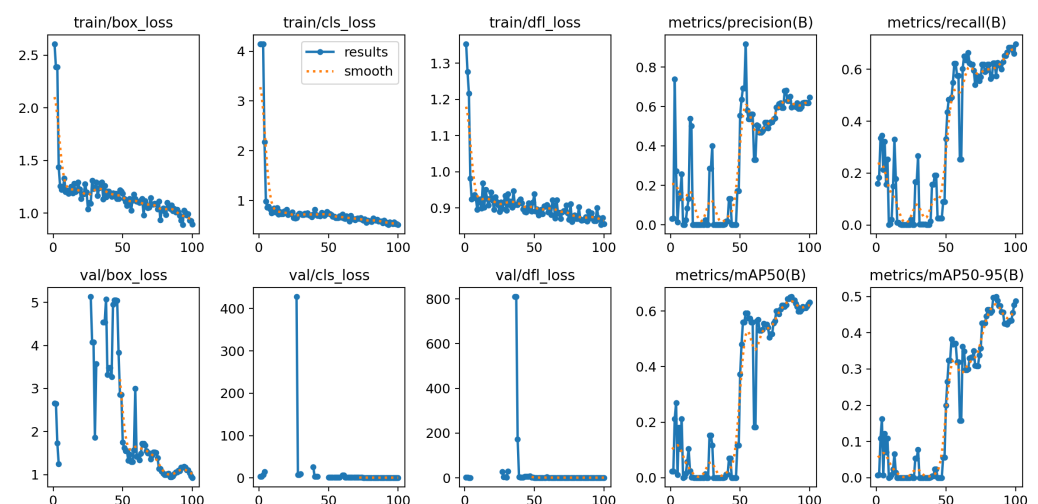 train/box_loss
train/cls_loss
train/dfl_loss
metrics/precision(B)
metrics/recall(B)
results
smooth
2.5
2.0
1.5
1.0
0 50 100
4
3
2
1
0 50 100
1.3
1.2
1.1
1.0
0.9
0 50 100
0.8
0.6
0.4
0.2
0.0
0 50 100
0.6
0.4
0.2
0.0
0 50 100
val/box_loss
val/cls_loss
val/dfl_loss
metrics/mAP50(B)
metrics/mAP50-95(B)
5
4
3
2
1
0 50 100
400
300
200
100
0
0 50 100
800
600
400
200
0
0 50 100
0.6
0.4
0.2
0.0
0 50 100
0.5
0.4
0.3
0.2
0.1
0.0
0 50 100